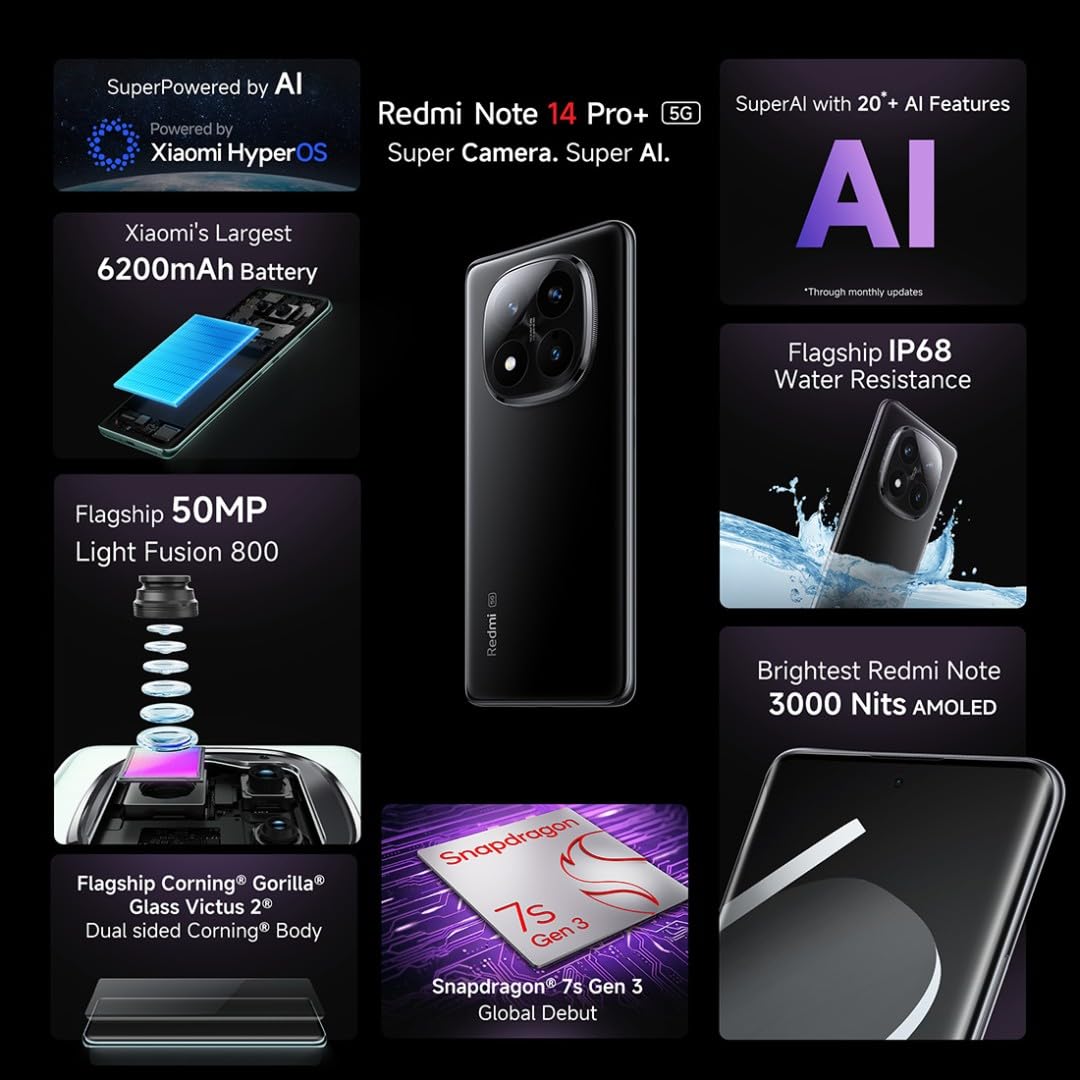 SuperPowered by AI
Powered by
Xiaomi HyperOS
Redmi Note 14 Pro+ 5G
Super Camera. Super AI.
SuperAI with 20*+ AI Features
AI
*Through monthly updates
Xiaomi's Largest
6200mAh Battery
Flagship IP68
Water Resistance
Flagship 50MP
Light Fusion 800
Redmi 5G
Brightest Redmi Note
3000 Nits AMOLED
Flagship Corning® Gorilla®
Glass Victus 2®
Dual sided Corning® Body
Snapdragon
7s
Gen 3
Snapdragon® 7s Gen 3
Global Debut